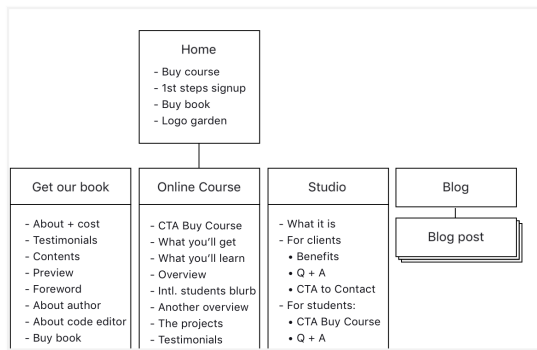 Home
- Buy course
- 1st steps signup
- Buy book
- Logo garden
Get our book
- About + cost
- Testimonials
- Contents
- Preview
- Foreword
- About author
- About code editor
- Buy book
Online Course
- CTA Buy Course
- What you’ll get
- What you’ll learn
- Overview
- Intl. students blurb
- Another overview
- The projects
- Testimonials
Studio
- What it is
- For clients
• Benefits
• Q + A
• CTA to Contact
- For students:
• CTA Buy Course
• Q + A
Blog
Blog post